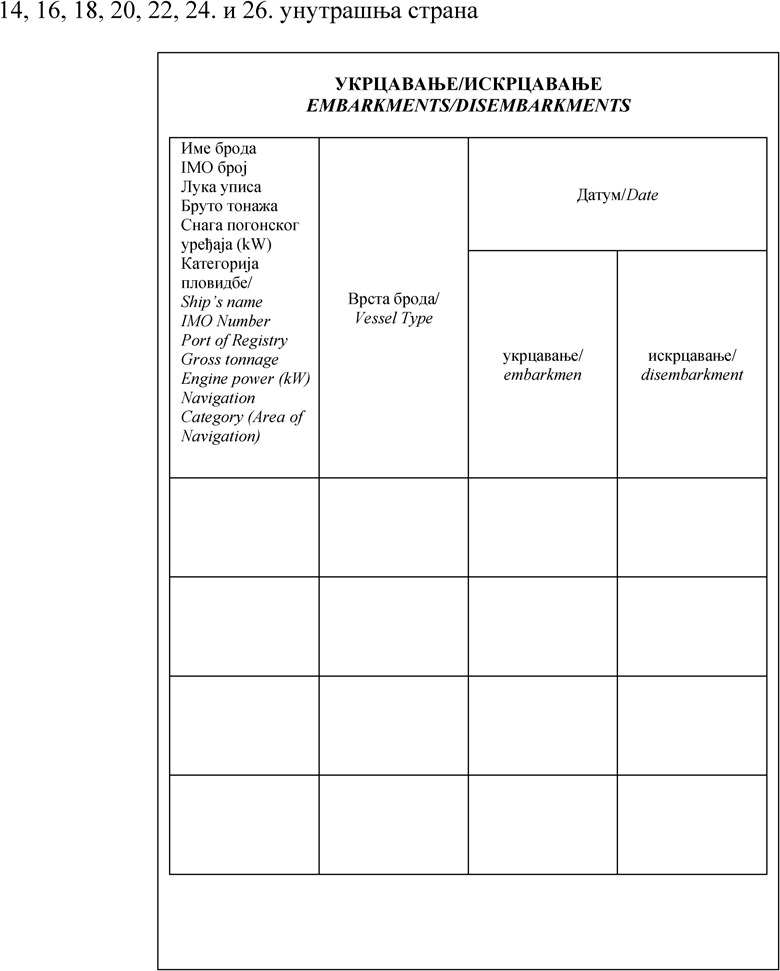 14, 16, 18, 20, 22, 24. и 26. унутрашња страна
УКРЦАВАЊЕ/ИСКРЦАВАЊЕ
EMBARKMENTS/DISEMBARKMENTS
Име брода
IMO број
Лука уписа
Бруто тонажа
Снага погонског
уређаја (kW)
Категорија
пловидбе/
Ship’s name
IMO Number
Port of Registry
Gross tonnage
Engine power (kW)
Navigation
Category (Area of
Navigation)
Врста брода/
Vessel Type
Датум/Date
укрцавање/
embarkmen
искрцавање/
disembarkment